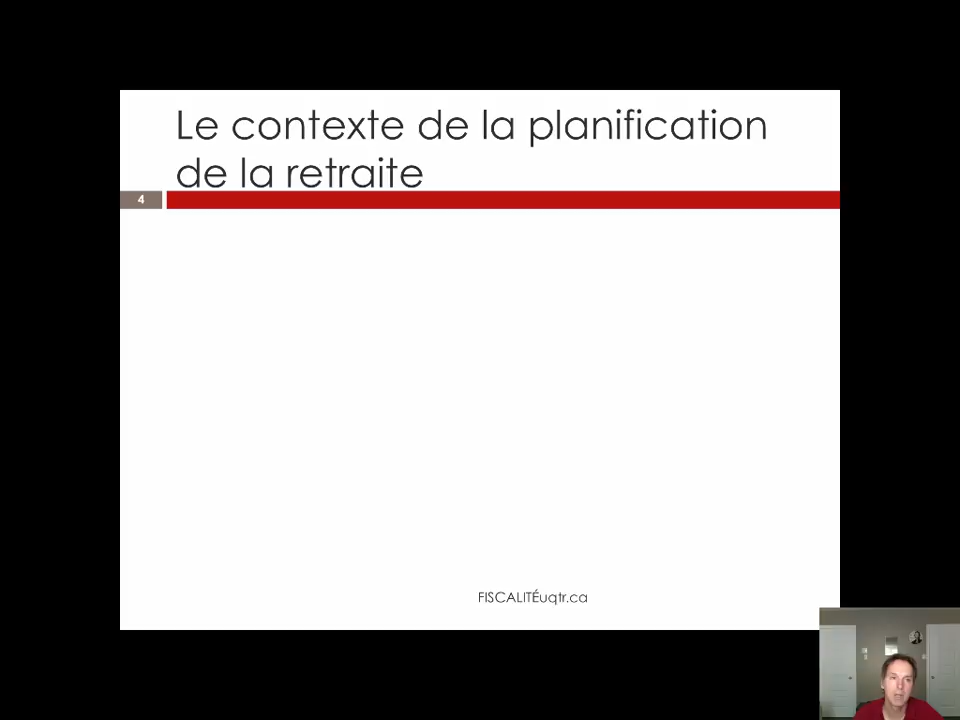 Le contexte de la planification
de la retraite
4
FISCALITÉuqtr.ca